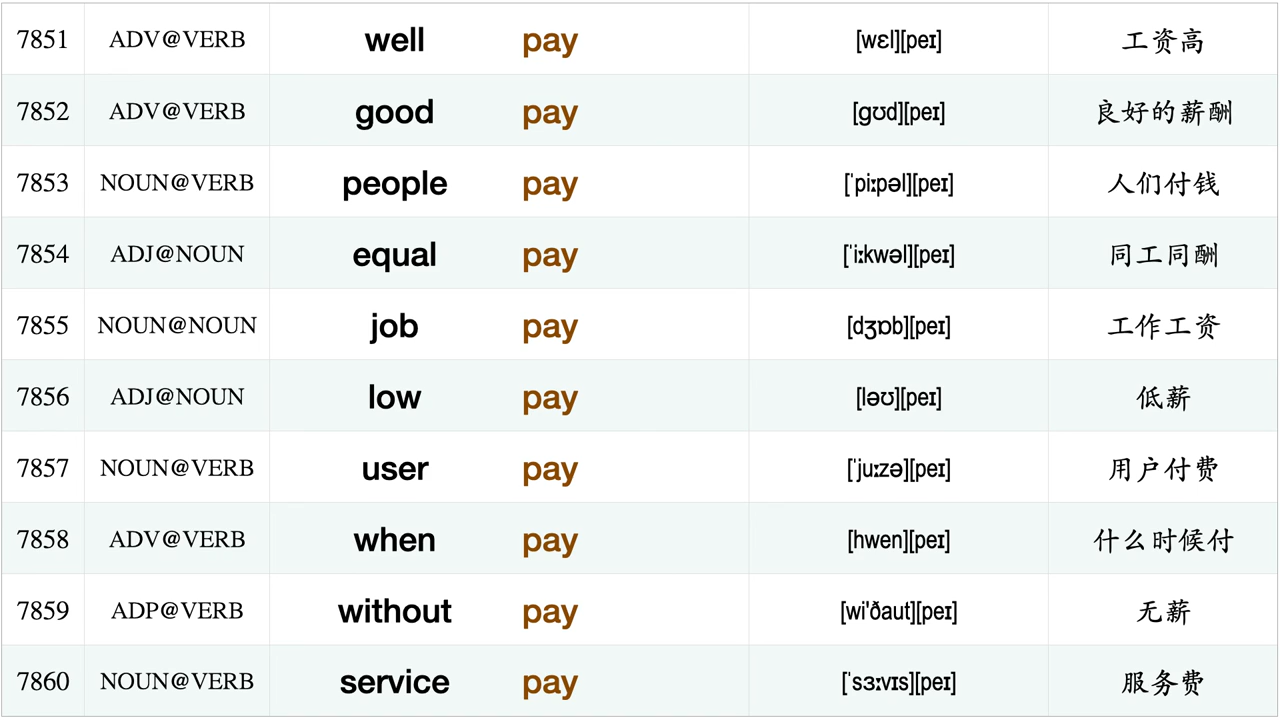 7851 ADV@VERB well pay [wɛl][peɪ] 工资高
7852 ADV@VERB good pay [gʊd][peɪ] 良好的薪酬
7853 NOUN@VERB people pay [ˈpiːpəl][peɪ] 人们付钱
7854 ADJ@NOUN equal pay [ˈiːkwəl][peɪ] 同工同酬
7855 NOUN@NOUN job pay [dʒɒb][peɪ] 工作工资
7856 ADJ@NOUN low pay [ləʊ][peɪ] 低薪
7857 NOUN@VERB user pay [ˈjuːzə][peɪ] 用户付费
7858 ADV@VERB when pay [hwen][peɪ] 什么时候付
7859 ADP@VERB without pay [wi'ðaut][peɪ] 无薪
7860 NOUN@VERB service pay [ˈsɜːvɪs][peɪ] 服务费